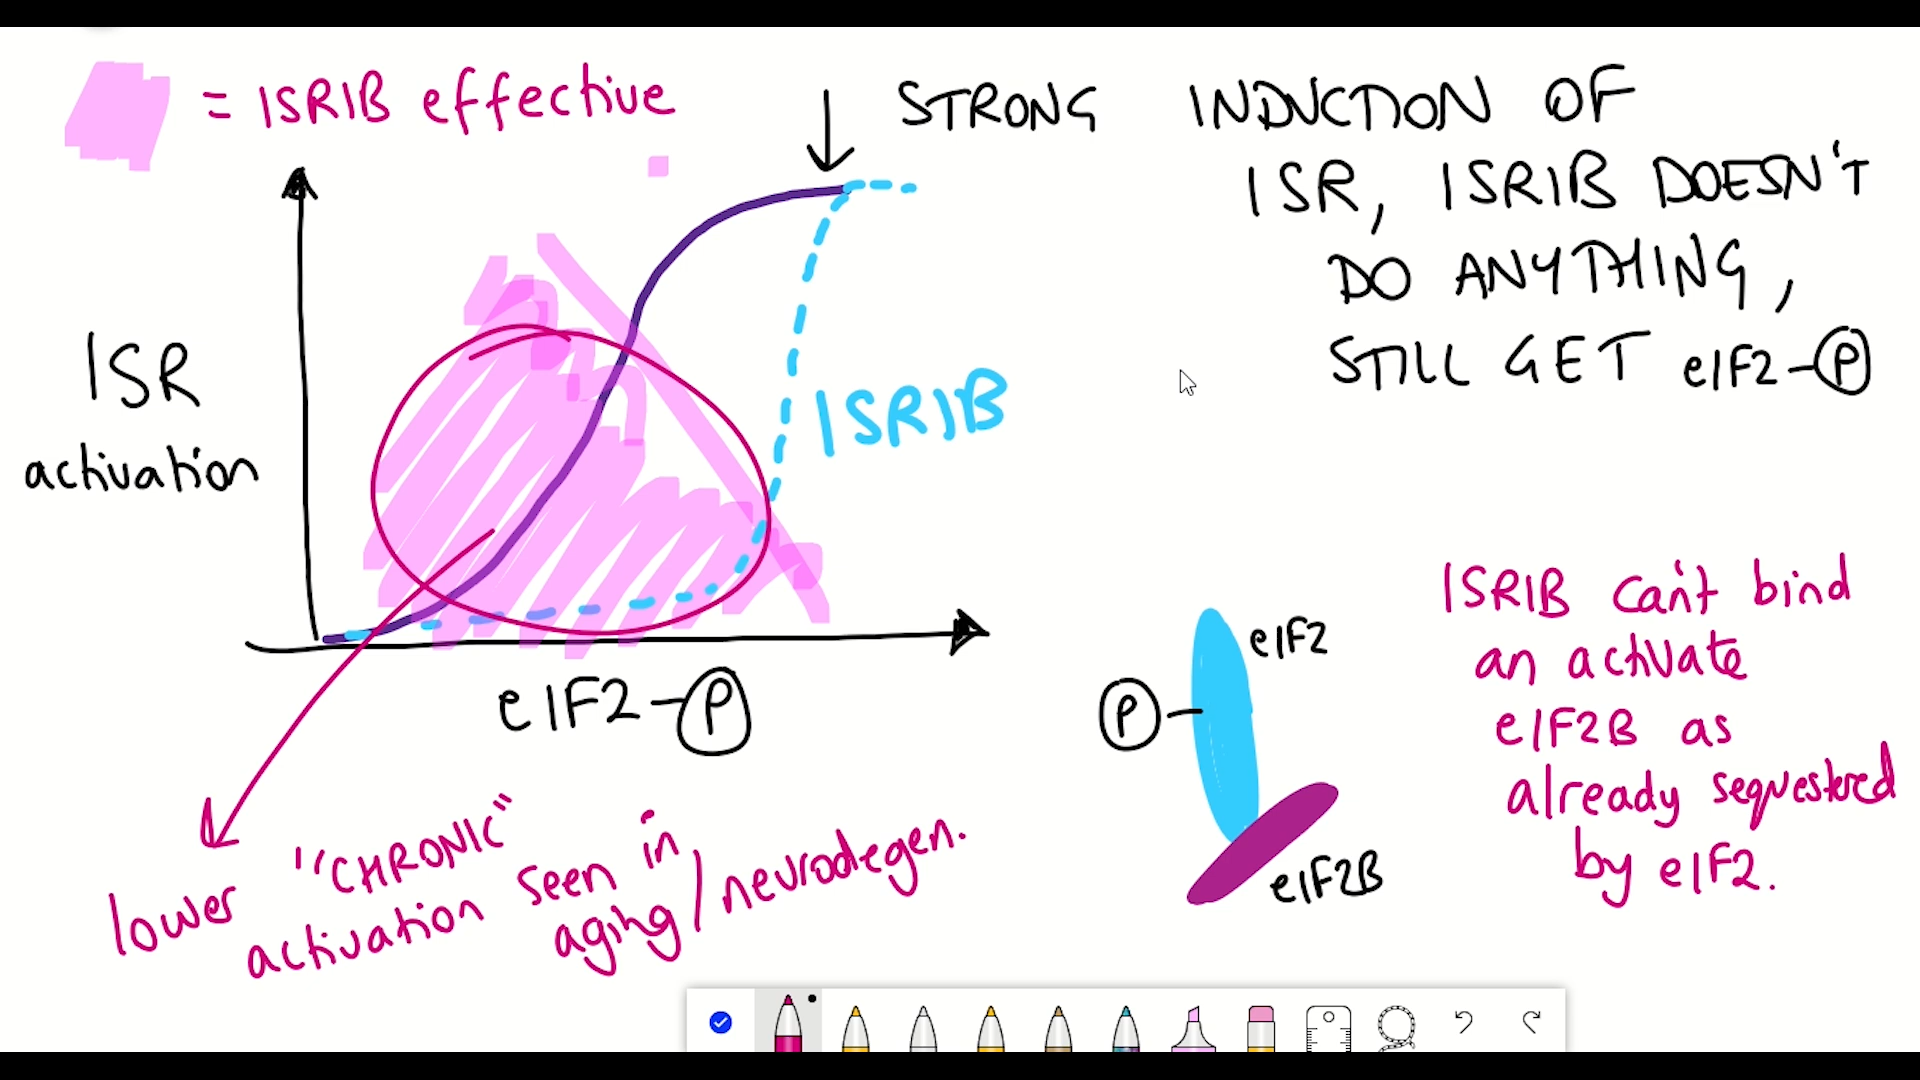 = ISRIB effective
STRONG INDUCTION OF
ISR, ISRIB DOESN'T
DO ANYTHING,
STILL GET eIF2-P
ISR
activation
ISRIB
eIF2-P
lower "CHRONIC"
activation seen in
aging/neurodegen.
eIF2
P
eIF2B
ISRIB can't bind
an activate
eIF2B as
already sequestered
by eIF2.